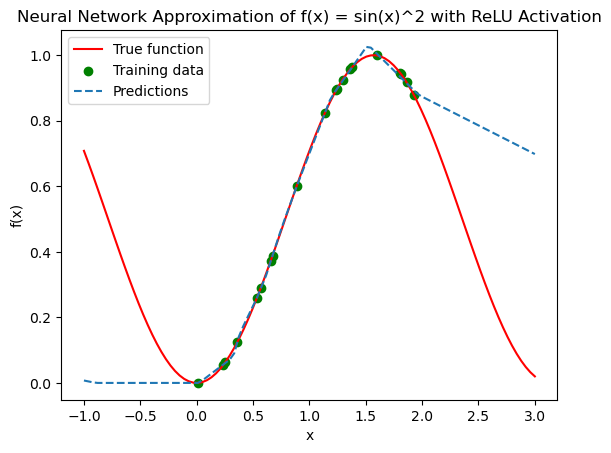 Neural Network Approximation of f(x) = sin(x)^2 with ReLU Activation
True function
Training data
Predictions
f(x)
1.0
0.8
0.6
0.4
0.2
0.0
-1.0 -0.5 0.0 0.5 1.0 1.5 2.0 2.5 3.0
x